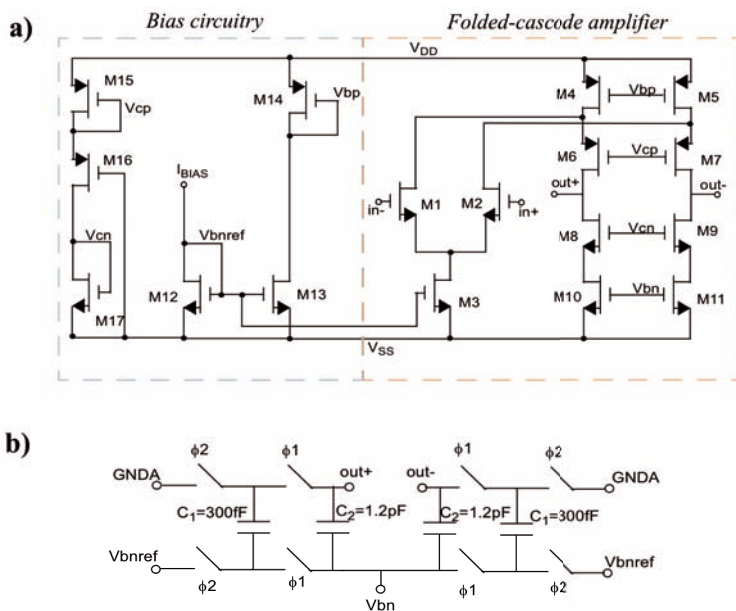 Bias circuitry Folded-cascode amplifier
a)
V_DD
M15
Vcp
M14
Vbp
M4 Vbp M5
M16
M6 Vcp M7
I_BIAS
out+ out-
M1 M2
in- in+
Vcn
Vbnref
M8 Vcn M9
M17
M12 M13
M3
M10 Vbn M11
V_SS
b)
ϕ2 ϕ1 ϕ1 ϕ2
GNDA out+ out- GNDA
C₁=300fF C₂=1.2pF C₂=1.2pF C₁=300fF
Vbnref Vbnref
ϕ2 ϕ1 ϕ1 ϕ2
Vbn